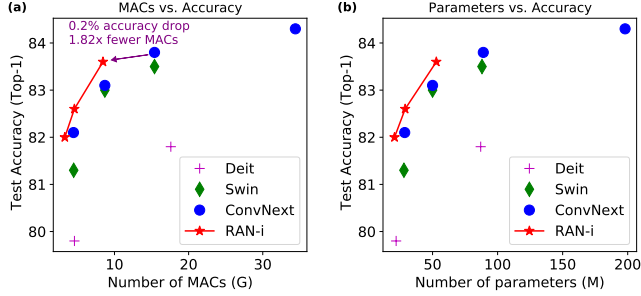 (a)
MACs vs. Accuracy
0.2% accuracy drop
1.82x fewer MACs
Test Accuracy (Top-1)
84
83
82
81
80
Deit
Swin
ConvNext
RAN-i
10
20
30
Number of MACs (G)
(b)
Parameters vs. Accuracy
Test Accuracy (Top-1)
84
83
82
81
80
Deit
Swin
ConvNext
RAN-i
50
100
150
200
Number of parameters (M)